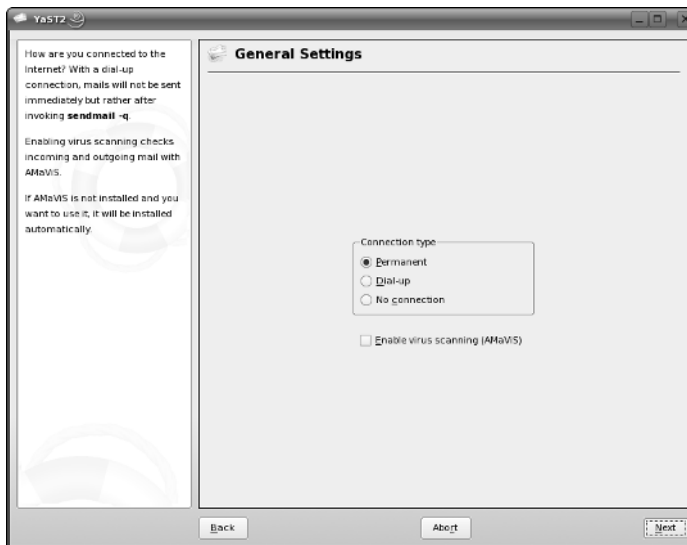 YaST2
How are you connected to the
Internet? With a dial-up
connection, mails will not be sent
immediately but rather after
invoking sendmail -q.
Enabling virus scanning checks
incoming and outgoing mail with
AMaViS.
If AMaViS is not installed and you
want to use it, it will be installed
automatically.
General Settings
Connection type
Permanent
Dial-up
No connection
Enable virus scanning (AMaViS)
Back
Abort
Next